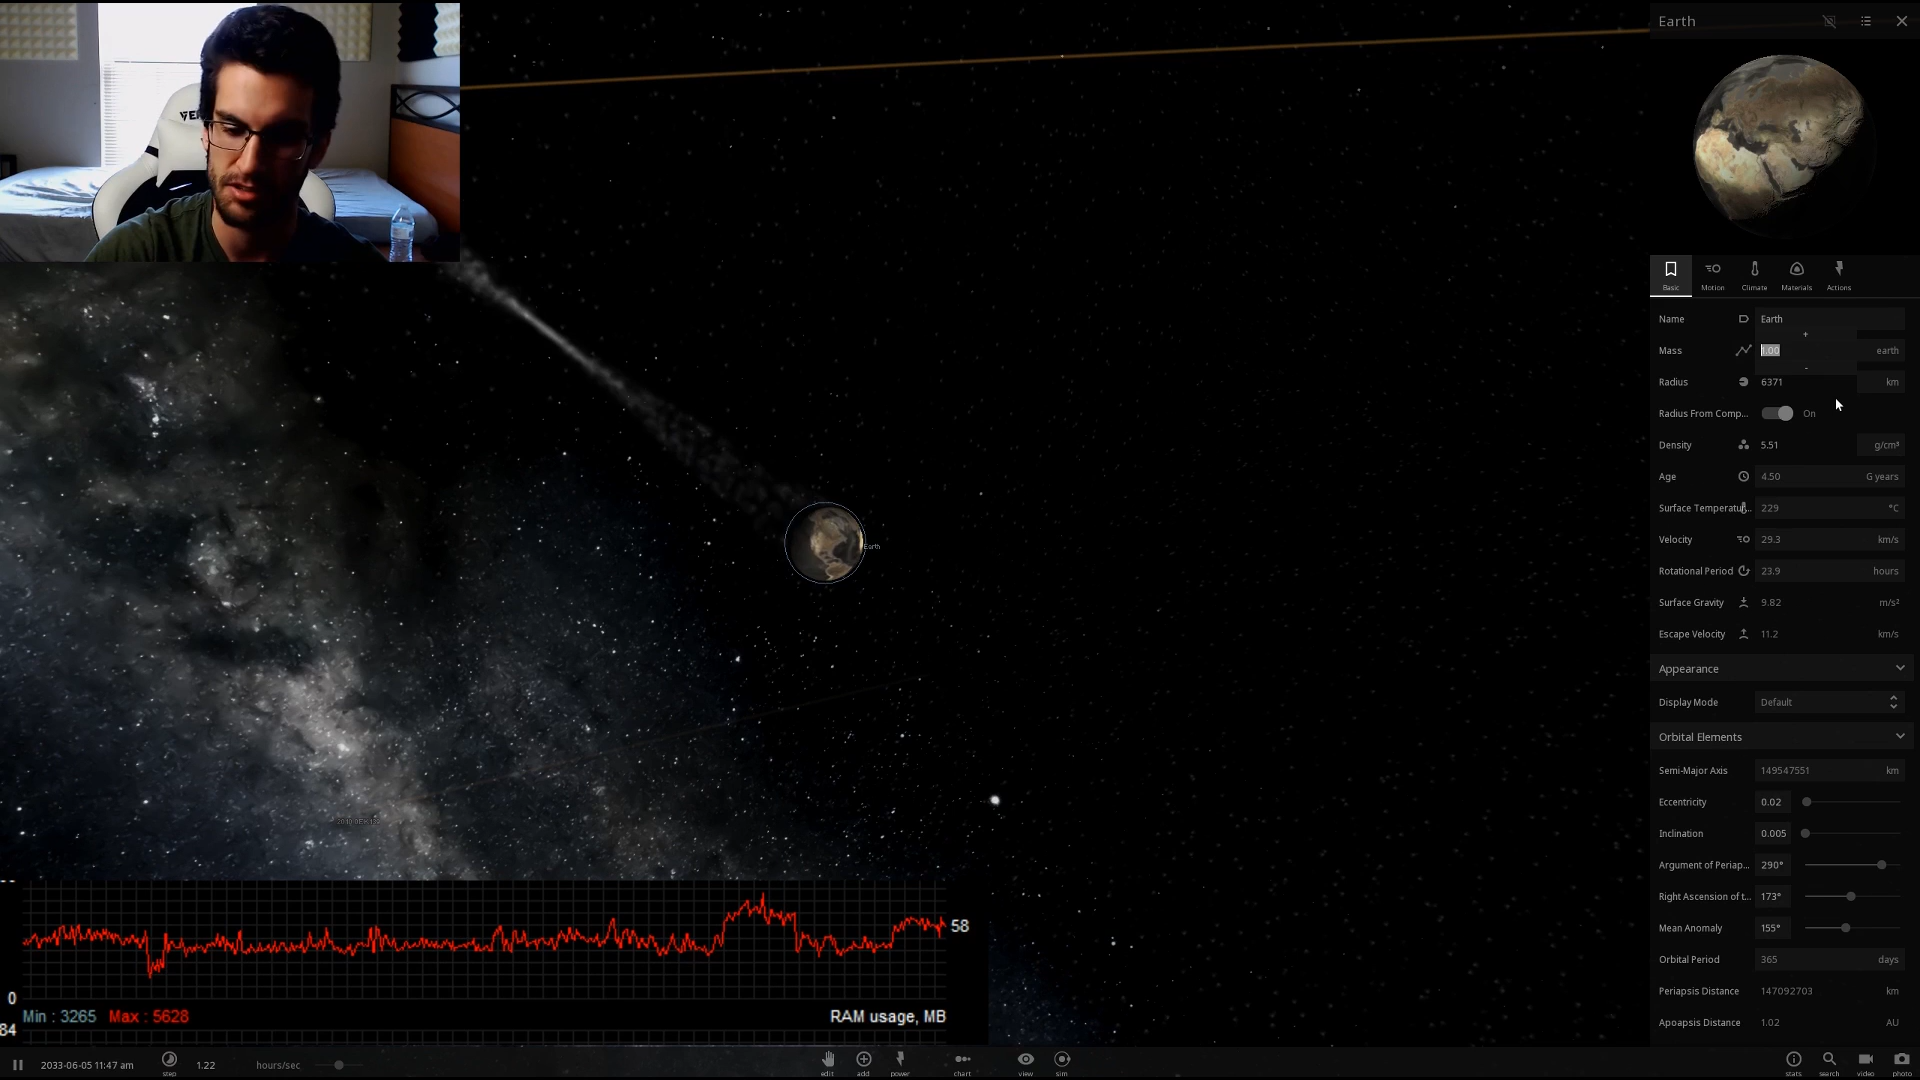 Earth
Basic
Motion
Climate
Materials
Actions
Name
Earth
+
Mass
1.00
earth
-
Radius
6371
km
Radius From Comp...
On
Density
5.51
g/cm³
Age
4.50
G years
Surface Temperatur...
229
°C
Velocity
29.3
km/s
Rotational Period
23.9
hours
Surface Gravity
9.82
m/s²
Escape Velocity
11.2
km/s
Appearance
Display Mode
Default
Orbital Elements
Semi-Major Axis
149547551
km
Eccentricity
0.02
Inclination
0.005
Argument of Periap...
290°
Right Ascension of t...
173°
Mean Anomaly
155°
Orbital Period
365
days
Periapsis Distance
147092703
km
Apoapsis Distance
1.02
AU
Earth
58
0
Min : 3265 Max : 5628
RAM usage, MB
84
2033-06-05 11:47 am
step
1.22
hours/sec
edit
add
power
chart
view
sim
stats
search
video
photo